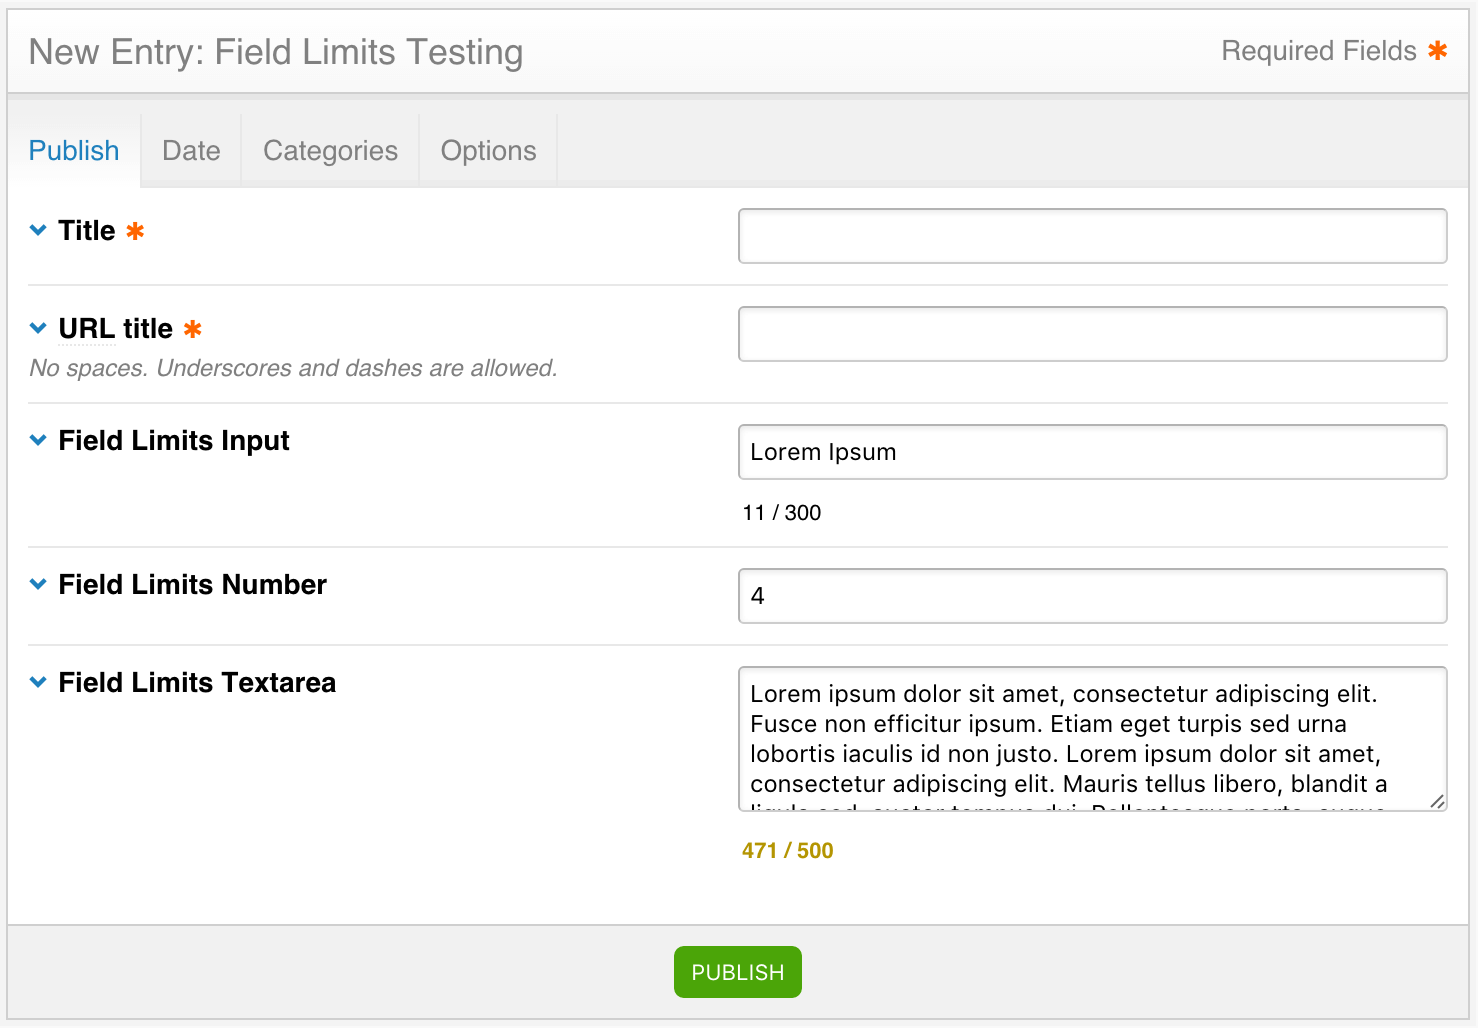 New Entry: Field Limits Testing
Required Fields ✱
Publish
Date
Categories
Options
Title ✱
URL title ✱
No spaces. Underscores and dashes are allowed.
Field Limits Input
Lorem Ipsum
11 / 300
Field Limits Number
4
Field Limits Textarea
Lorem ipsum dolor sit amet, consectetur adipiscing elit.
Fusce non efficitur ipsum. Etiam eget turpis sed urna
lobortis iaculis id non justo. Lorem ipsum dolor sit amet,
consectetur adipiscing elit. Mauris tellus libero, blandit a
471 / 500
PUBLISH